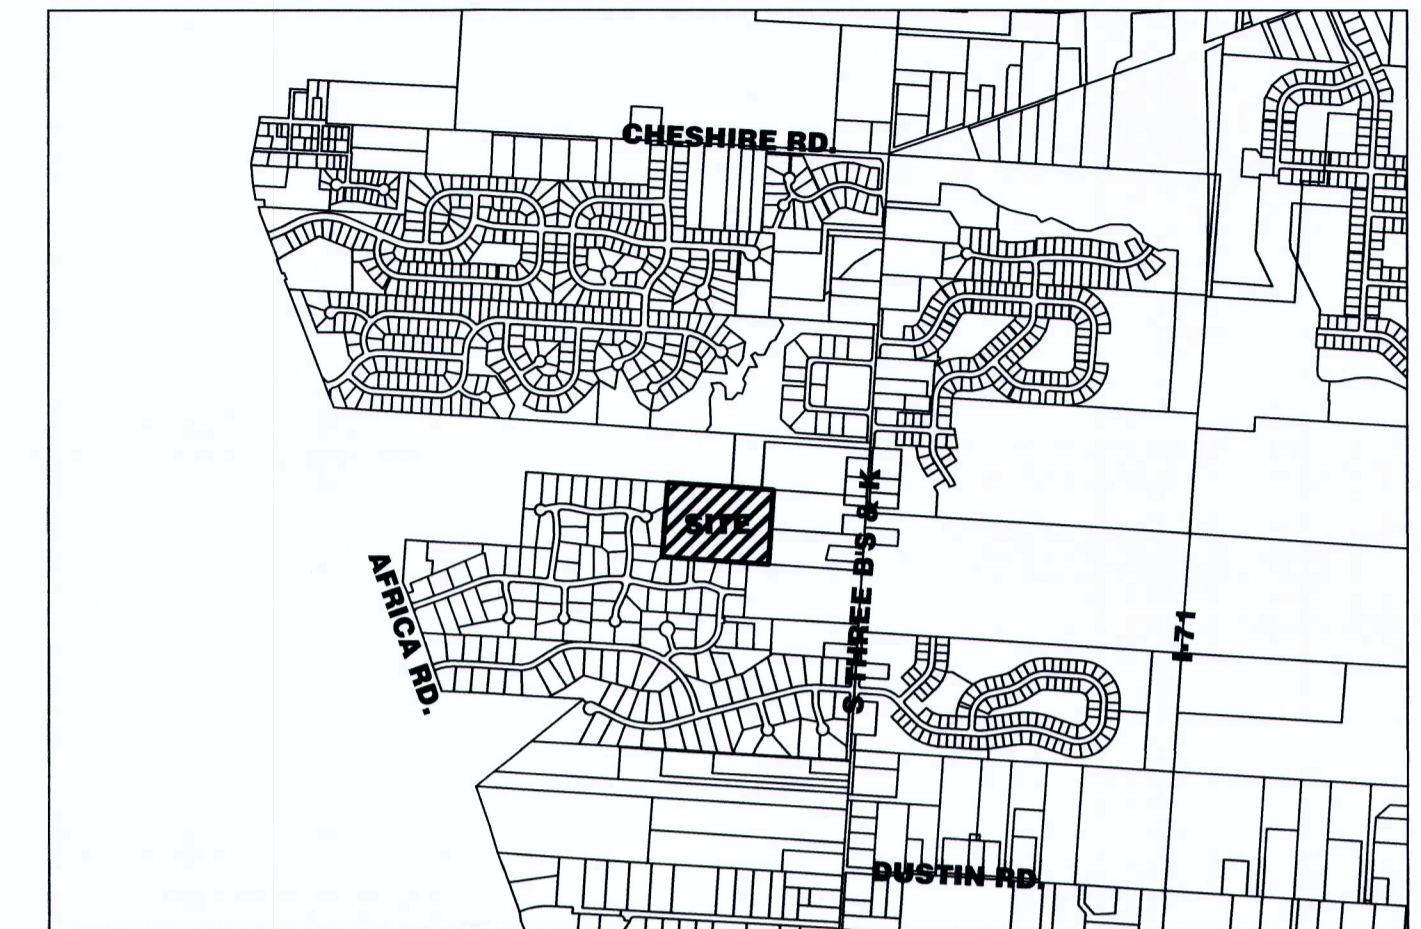 CHESHIRE RD.
SITE
S THREE B'S & K
AFRICA RD.
I-71
DUSTIN RD.